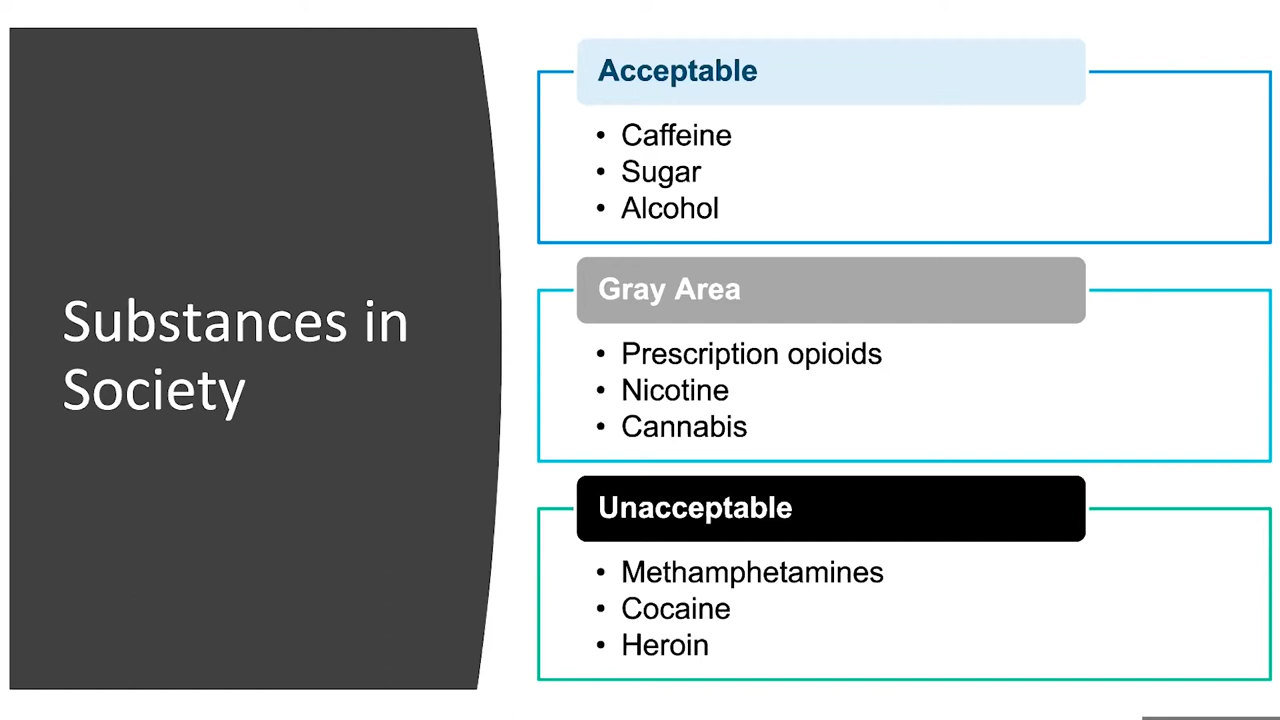 Substances in
Society
Acceptable
• Caffeine
• Sugar
• Alcohol
Gray Area
• Prescription opioids
• Nicotine
• Cannabis
Unacceptable
• Methamphetamines
• Cocaine
• Heroin